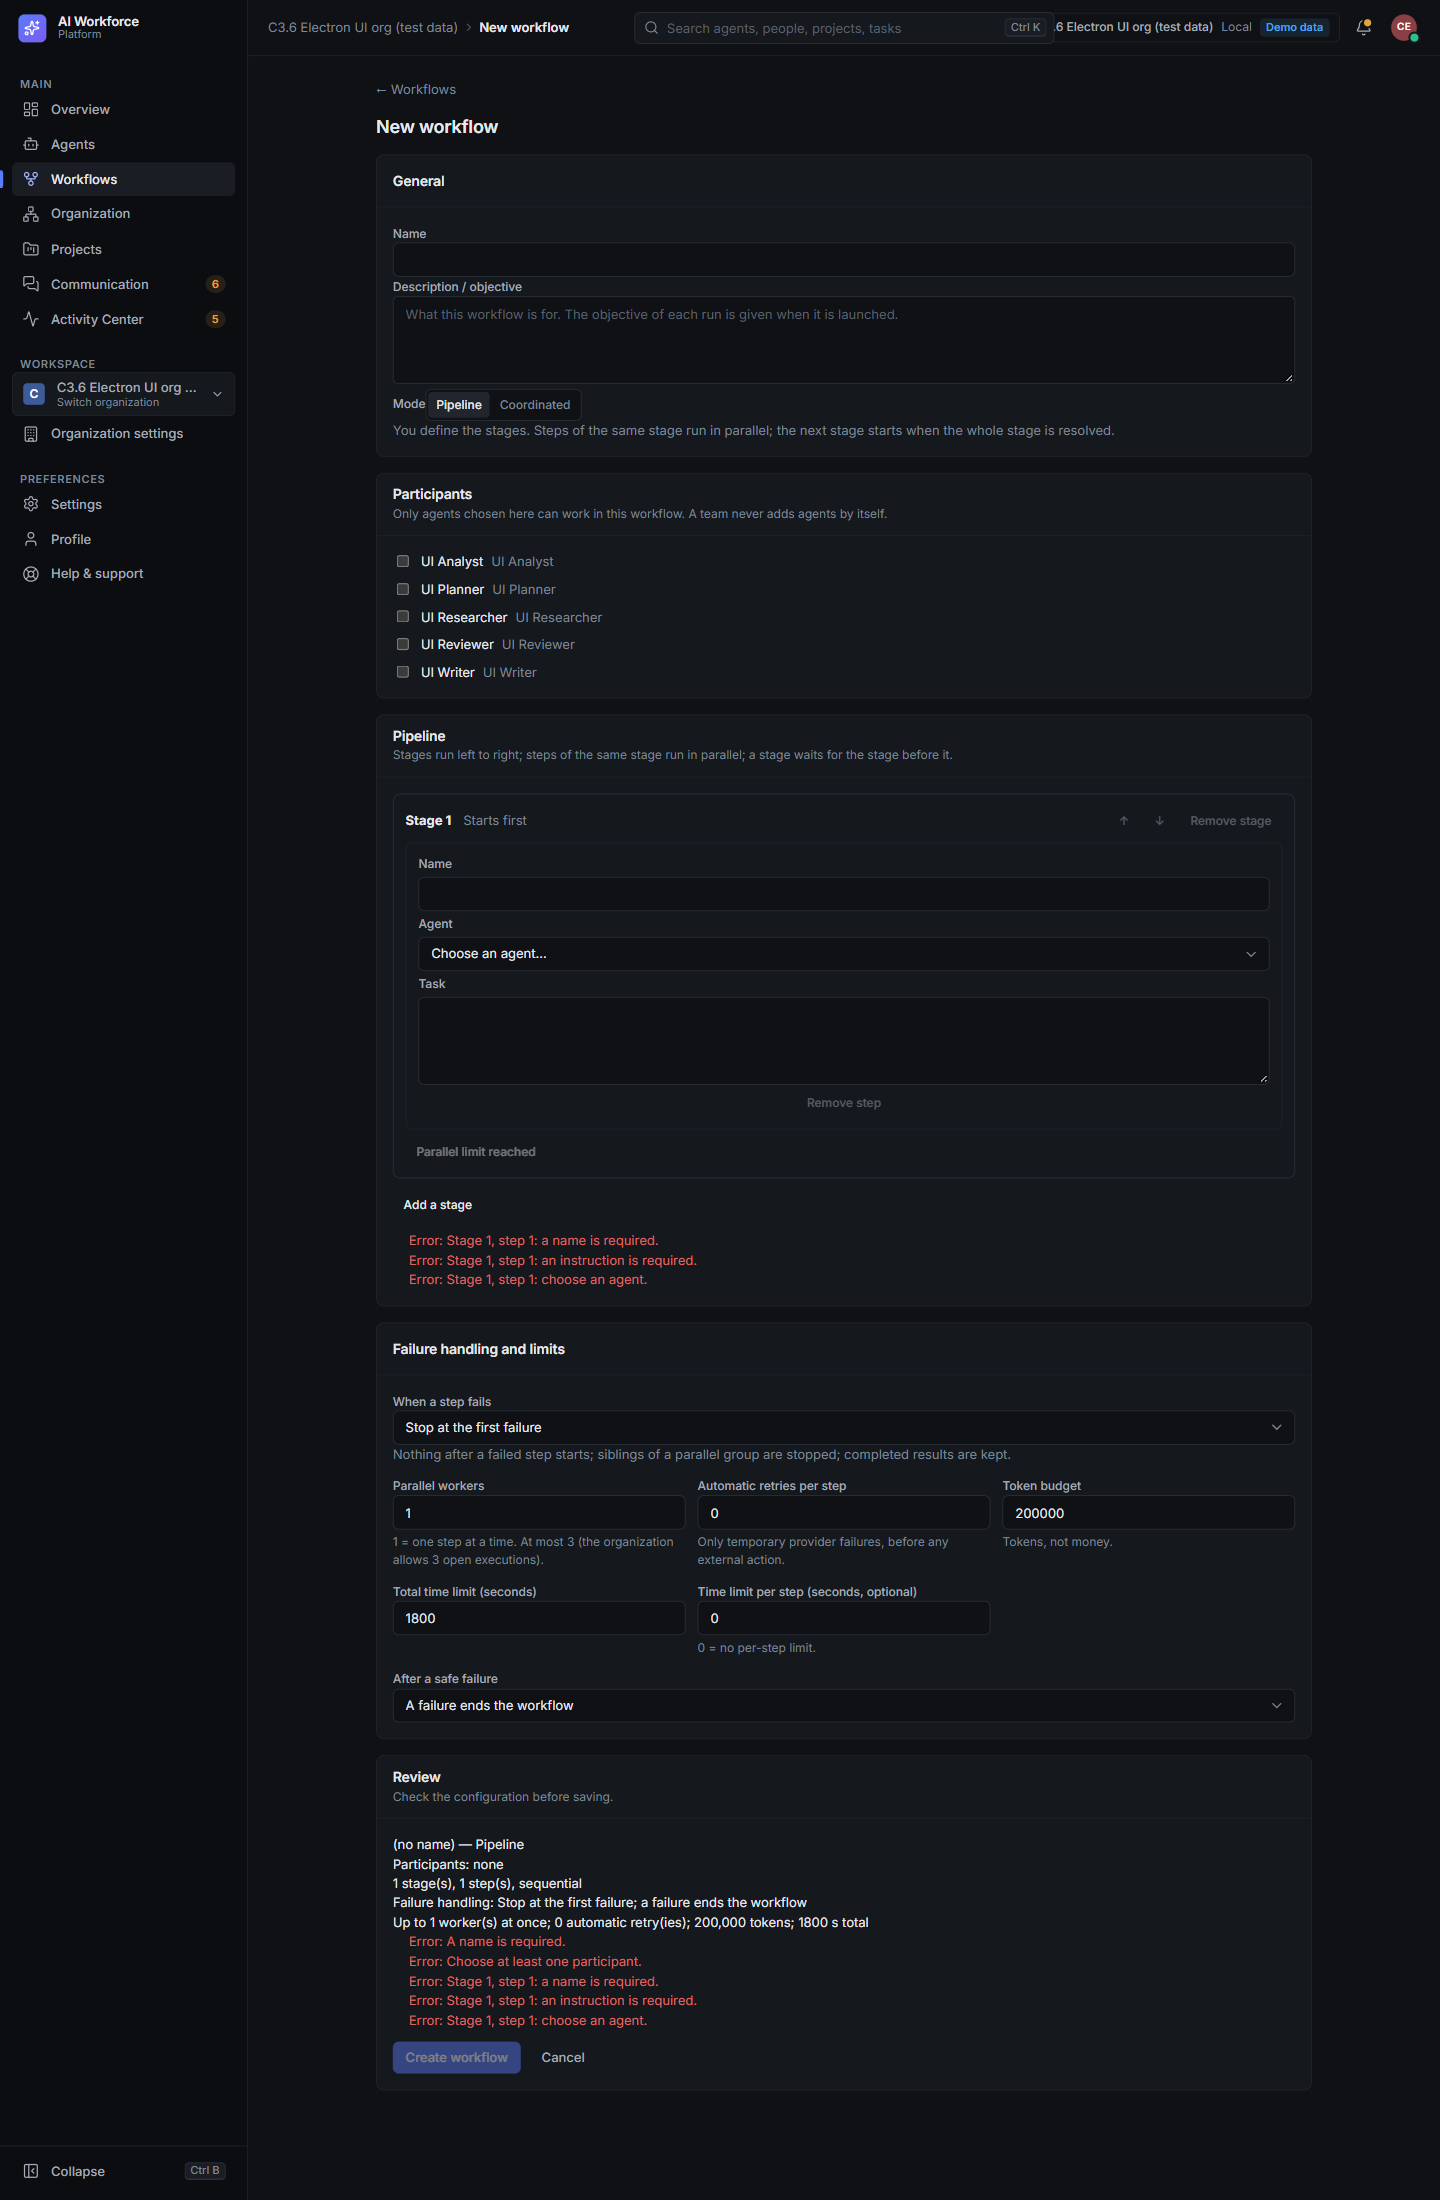 AI Workforce
Platform
C3.6 Electron UI org (test data) › New workflow
Search agents, people, projects, tasks
Ctrl K
.6 Electron UI org (test data) Local Demo data
CE
MAIN
Overview
Agents
Workflows
Organization
Projects
Communication 6
Activity Center 5
WORKSPACE
C
C3.6 Electron UI org ...
Switch organization
Organization settings
PREFERENCES
Settings
Profile
Help & support
← Workflows
New workflow
General
Name
Description / objective
What this workflow is for. The objective of each run is given when it is launched.
Mode Pipeline Coordinated
You define the stages. Steps of the same stage run in parallel; the next stage starts when the whole stage is resolved.
Participants
Only agents chosen here can work in this workflow. A team never adds agents by itself.
UI Analyst UI Analyst
UI Planner UI Planner
UI Researcher UI Researcher
UI Reviewer UI Reviewer
UI Writer UI Writer
Pipeline
Stages run left to right; steps of the same stage run in parallel; a stage waits for the stage before it.
Stage 1 Starts first ↑ ↓ Remove stage
Name
Agent
Choose an agent...
Task
Remove step
Parallel limit reached
Add a stage
Error: Stage 1, step 1: a name is required.
Error: Stage 1, step 1: an instruction is required.
Error: Stage 1, step 1: choose an agent.
Failure handling and limits
When a step fails
Stop at the first failure
Nothing after a failed step starts; siblings of a parallel group are stopped; completed results are kept.
Parallel workers
1
1 = one step at a time. At most 3 (the organization
allows 3 open executions).
Automatic retries per step
0
Only temporary provider failures, before any
external action.
Token budget
200000
Tokens, not money.
Total time limit (seconds)
1800
Time limit per step (seconds, optional)
0
0 = no per-step limit.
After a safe failure
A failure ends the workflow
Review
Check the configuration before saving.
(no name) — Pipeline
Participants: none
1 stage(s), 1 step(s), sequential
Failure handling: Stop at the first failure; a failure ends the workflow
Up to 1 worker(s) at once; 0 automatic retry(ies); 200,000 tokens; 1800 s total
Error: A name is required.
Error: Choose at least one participant.
Error: Stage 1, step 1: a name is required.
Error: Stage 1, step 1: an instruction is required.
Error: Stage 1, step 1: choose an agent.
Create workflow Cancel
Collapse Ctrl B